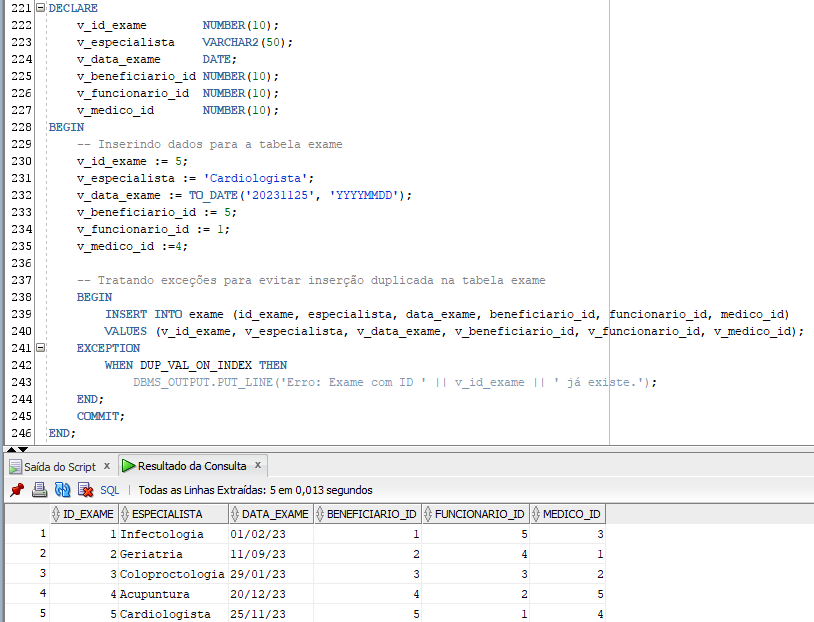 221 DECLARE
222 v_id_exame NUMBER(10);
223 v_especialista VARCHAR2(50);
224 v_data_exame DATE;
225 v_beneficiario_id NUMBER(10);
226 v_funcionario_id NUMBER(10);
227 v_medico_id NUMBER(10);
228 BEGIN
229 -- Inserindo dados para a tabela exame
230 v_id_exame := 5;
231 v_especialista := 'Cardiologista';
232 v_data_exame := TO_DATE('20231125', 'YYYYMMDD');
233 v_beneficiario_id := 5;
234 v_funcionario_id := 1;
235 v_medico_id :=4;
236
237 -- Tratando exceções para evitar inserção duplicada na tabela exame
238 BEGIN
239 INSERT INTO exame (id_exame, especialista, data_exame, beneficiario_id, funcionario_id, medico_id)
240 VALUES (v_id_exame, v_especialista, v_data_exame, v_beneficiario_id, v_funcionario_id, v_medico_id);
241 EXCEPTION
242 WHEN DUP_VAL_ON_INDEX THEN
243 DBMS_OUTPUT.PUT_LINE('Erro: Exame com ID ' || v_id_exame || ' já existe.');
244 END;
245 COMMIT;
246 END;
Saída do Script x Resultado da Consulta x
SQL | Todas as Linhas Extraídas: 5 em 0,013 segundos
ID_EXAME ESPECIALISTA DATA_EXAME BENEFICIARIO_ID FUNCIONARIO_ID MEDICO_ID
1 1 Infectologia 01/02/23 1 5 3
2 2 Geriatria 11/09/23 2 4 1
3 3 Coloproctologia 29/01/23 3 3 2
4 4 Acupuntura 20/12/23 4 2 5
5 5 Cardiologista 25/11/23 5 1 4